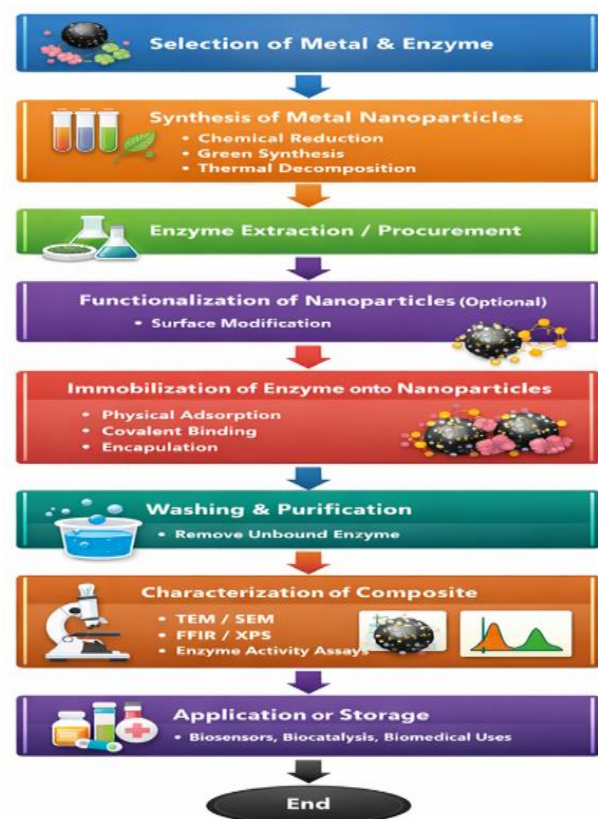 Selection of Metal & Enzyme
Synthesis of Metal Nanoparticles
• Chemical Reduction
• Green Synthesis
• Thermal Decomposition
Enzyme Extraction / Procurement
Functionalization of Nanoparticles (Optional)
• Surface Modification
Immobilization of Enzyme onto Nanoparticles
• Physical Adsorption
• Covalent Binding
• Encapulation
Washing & Purification
• Remove Unbound Enzyme
Characterization of Composite
• TEM / SEM
• FFIR / XPS
• Enzyme Activity Assays
Application or Storage
• Biosensors, Biocatalysis, Biomedical Uses
End